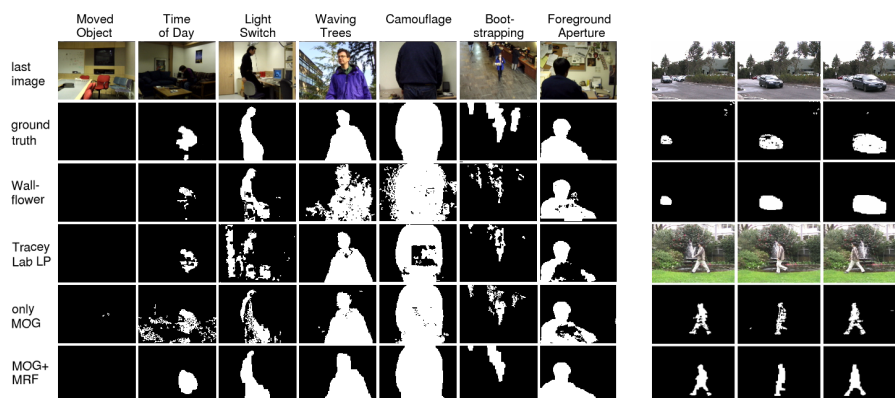 Moved Object
Time of Day
Light Switch
Waving Trees
Camouflage
Boot-strapping
Foreground Aperture
last image
ground truth
Wall-flower
Tracey Lab LP
only MOG
MOG+ MRF